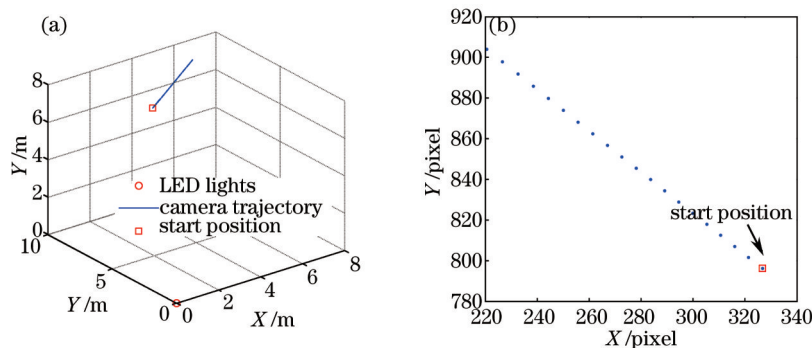 (a)
8
6
4
2
0
Y/m
10
5
0
Y/m
0
2
4
6
8
X/m
LED lights
camera trajectory
start position
(b)
920
900
880
860
840
820
800
780
Y/pixel
start position
220
240
260
280
300
320
340
X/pixel